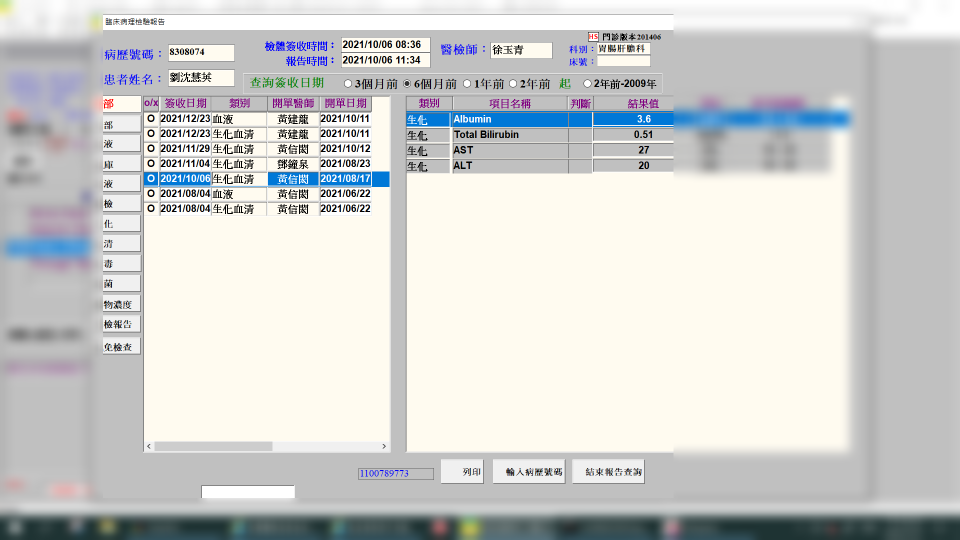 臨床病理檢驗報告
HS 門診版本201406
病歷號碼： 8308074 檢體簽收時間： 2021/10/06 08:36 醫檢師： 徐玉青 科別： 胃腸肝膽科
報告時間： 2021/10/06 11:34 床號：
患者姓名： 劉沈慧英 查詢簽收日期 3個月前 6個月前 1年前 2年前 起 2年前-2009年
部 o/x 簽收日期 類別 開單醫師 開單日期 類別 項目名稱 判斷 結果值
O 2021/12/23 血液 黃建龍 2021/10/11 生化 Albumin 3.6
部 O 2021/12/23 生化血清 黃建龍 2021/10/11 生化 Total Bilirubin 0.51
液 O 2021/11/29 生化血清 黃信閎 2021/10/12 生化 AST 27
庫 O 2021/11/04 生化血清 鄧鐘泉 2021/08/23 生化 ALT 20
液 O 2021/10/06 生化血清 黃信閎 2021/08/17
檢 O 2021/08/04 血液 黃信閎 2021/06/22
O 2021/08/04 生化血清 黃信閎 2021/06/22
化
清
毒
菌
物濃度
檢報告
免檢查
1100789773 列印 輸入病歷號碼 結束報告查詢